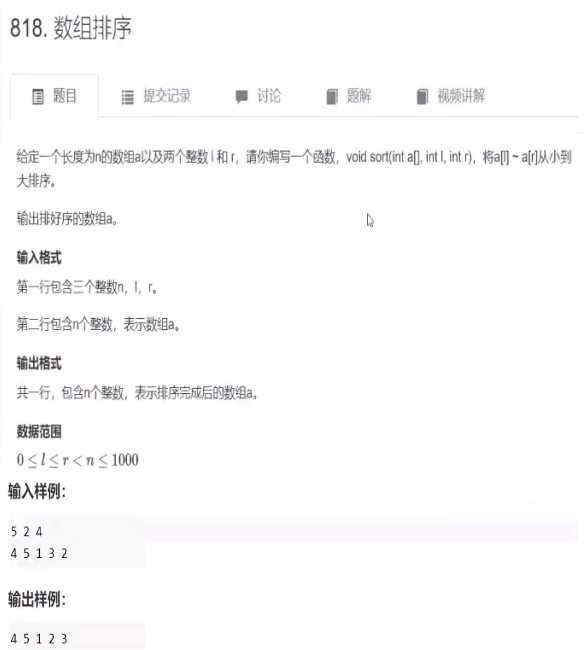 818. 数组排序
题目 提交记录 讨论 题解 视频讲解
给定一个长度为n的数组a以及两个整数 l 和 r，请你编写一个函数，void sort(int a[], int l, int r)，将a[l] ~ a[r]从小到
大排序。
输出排好序的数组a。
输入格式
第一行包含三个整数n，l，r。
第二行包含n个整数，表示数组a。
输出格式
共一行，包含n个整数，表示排序完成后的数组a。
数据范围
0 ≤ l ≤ r < n ≤ 1000
输入样例：
5 2 4
4 5 1 3 2
输出样例：
4 5 1 2 3